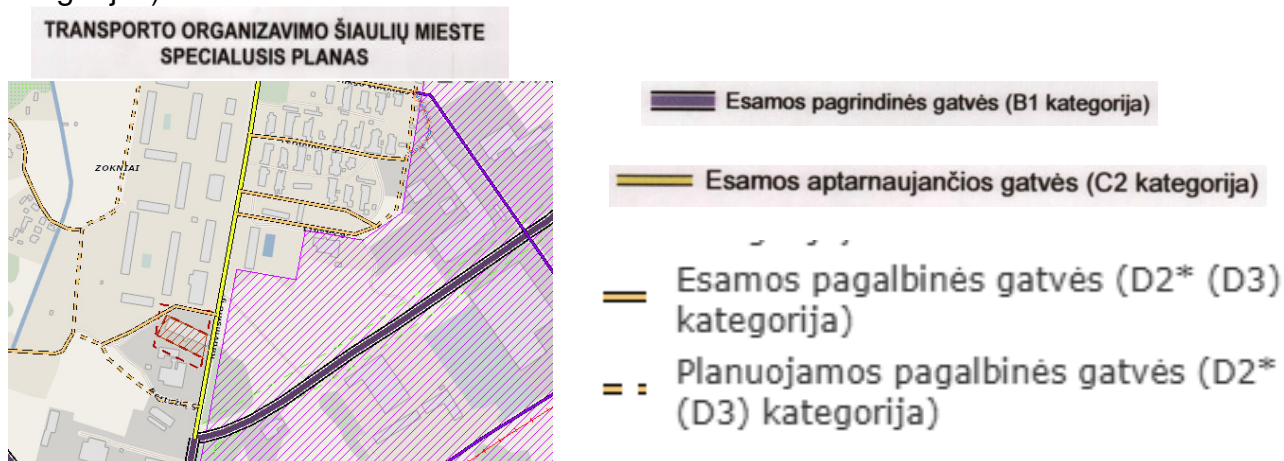 TRANSPORTO ORGANIZAVIMO ŠIAULIŲ MIESTE
SPECIALUSIS PLANAS
ZOKNIAI
Esamos pagrindinės gatvės (B1 kategorija)
Esamos aptarnaujančios gatvės (C2 kategorija)
Esamos pagalbinės gatvės (D2* (D3)
kategorija)
Planuojamos pagalbinės gatvės (D2*
(D3) kategorija)